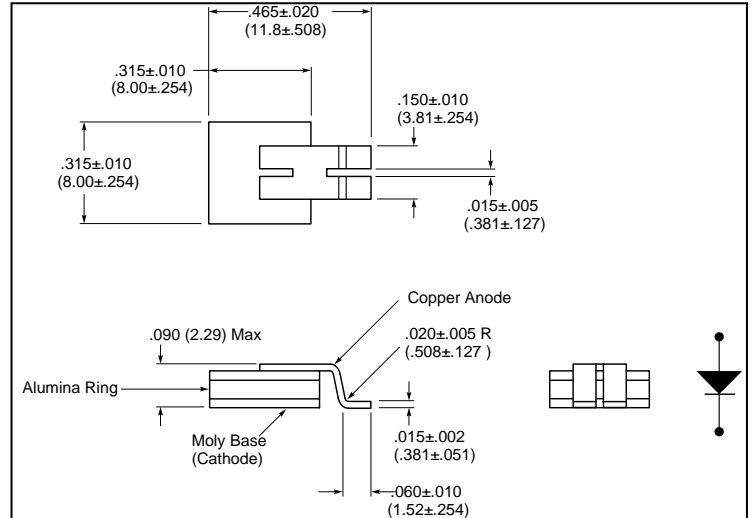 .465±.020
(11.8±.508)
.315±.010
(8.00±.254)
.150±.010
(3.81±.254)
.315±.010
(8.00±.254)
.015±.005
(.381±.127)
Copper Anode
.090 (2.29) Max
.020±.005 R
(.508±.127 )
Alumina Ring
Moly Base
(Cathode)
.015±.002
(.381±.051)
.060±.010
(1.52±.254)